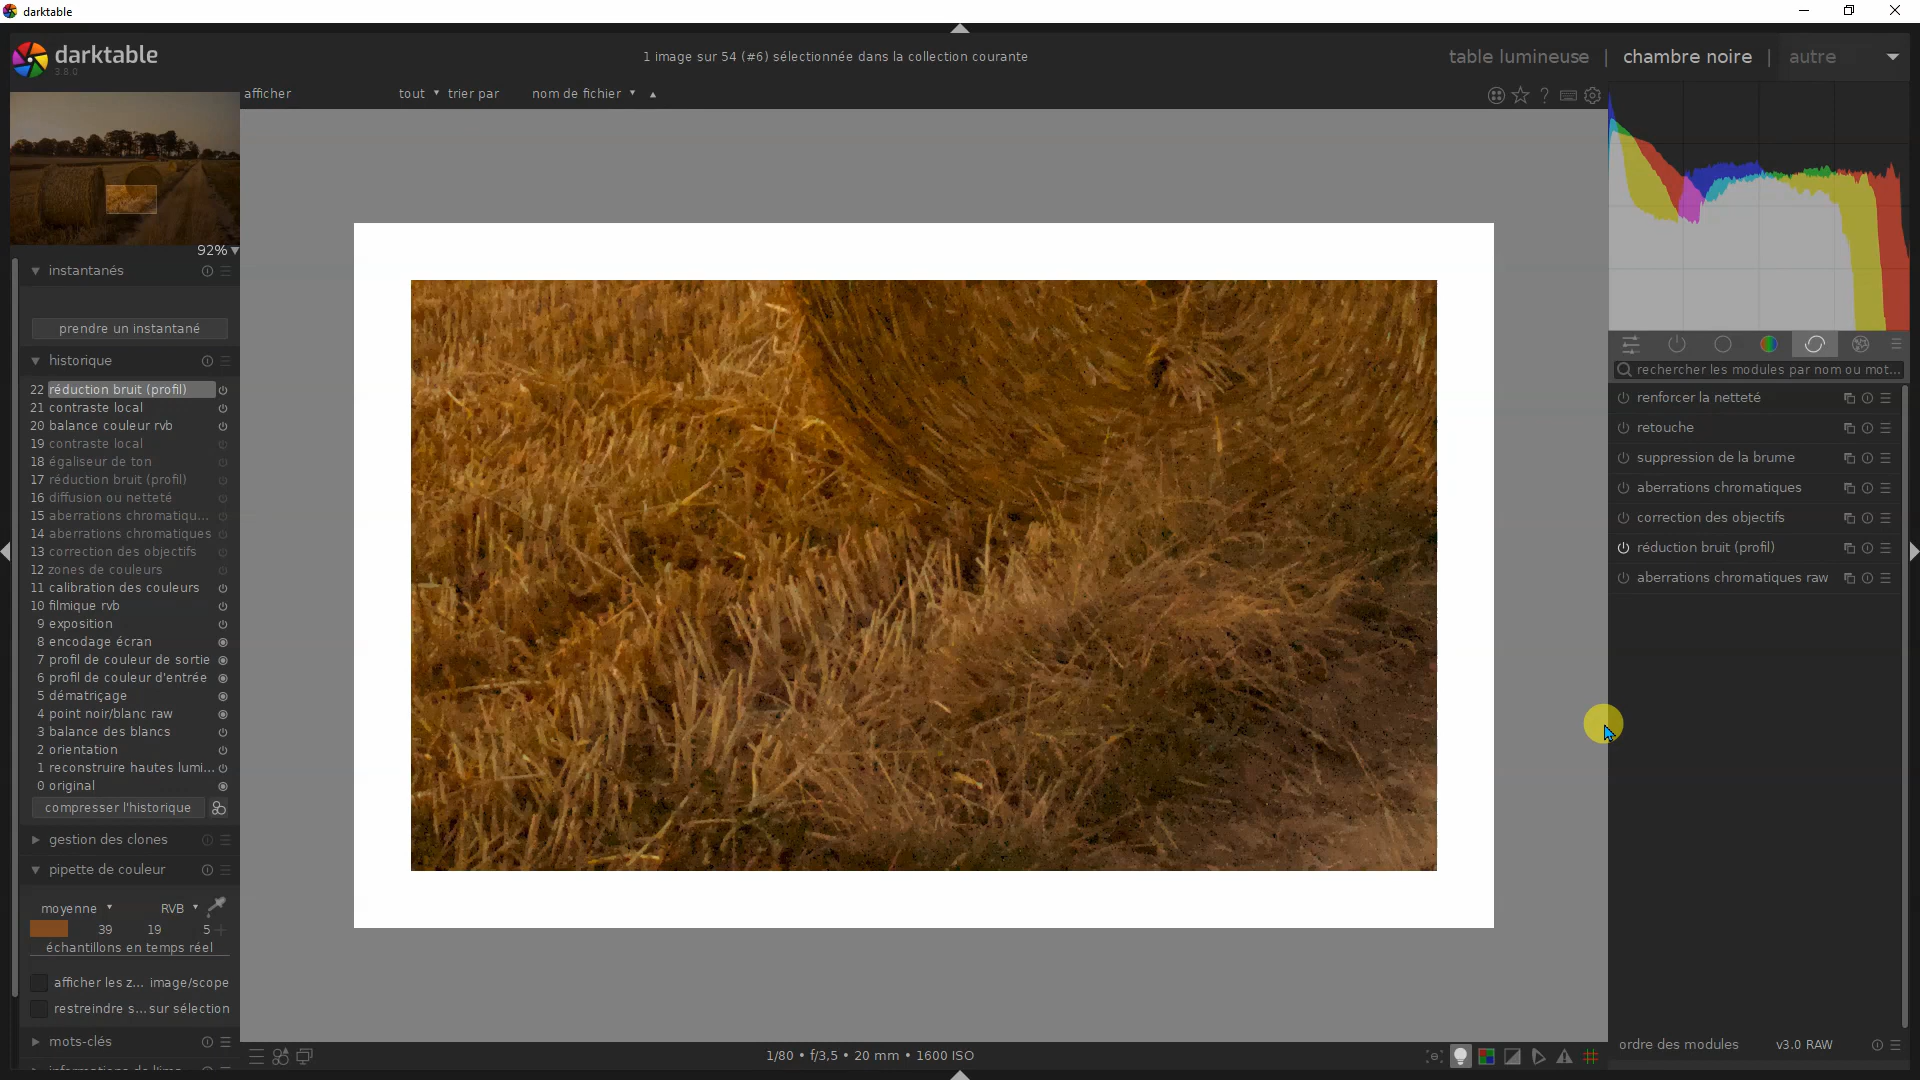 darktable
darktable
3.8.0
1 image sur 54 (#6) sélectionnée dans la collection courante
table lumineuse | chambre noire | autre
afficher tout trier par nom de fichier
92%
instantés
prendre un instantané
historique
22 réduction bruit (profil)
21 contraste local
20 balance couleur rvb
19 contraste local
18 égaliseur de ton
17 réduction bruit (profil)
16 diffusion ou netteté
15 aberrations chromatiqu...
14 aberrations chromatiques
13 correction des objectifs
12 zones de couleurs
11 calibration des couleurs
10 filmique rvb
9 exposition
8 encodage écran
7 profil de couleur de sortie
6 profil de couleur d'entrée
5 dématriçage
4 point noir/blanc raw
3 balance des blancs
2 orientation
1 reconstruire hautes lumi...
0 original
compresser l'historique
gestion des clones
pipette de couleur
moyenne RVB
39 19 5
échantillons en temps réel
afficher les z... image/scope
restreindre s...sur sélection
mots-clés
1/80 • f/3,5 • 20 mm • 1600 ISO
rechercher les modules par nom ou mot...
renforcer la netteté
retouche
suppression de la brume
aberrations chromatiques
correction des objectifs
réduction bruit (profil)
aberrations chromatiques raw
ordre des modules v3.0 RAW